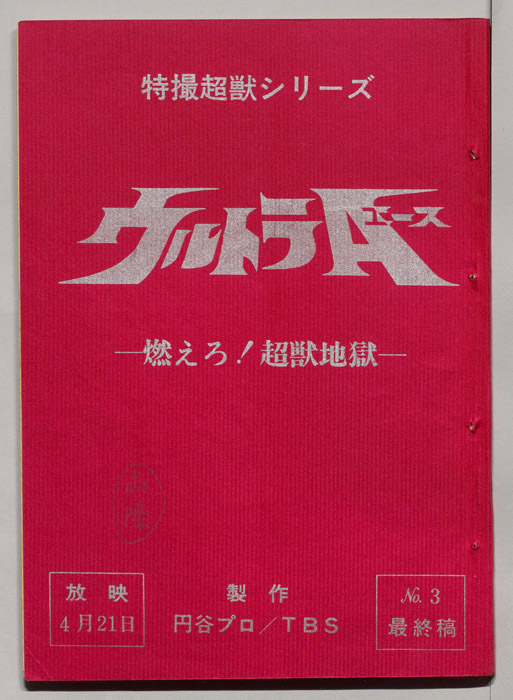 特撮超獣シリーズ
ウルトラAエース
―燃えろ!超獣地獄―
放映
4月21日
製作
円谷プロ/TBS
No. 3
最終稿